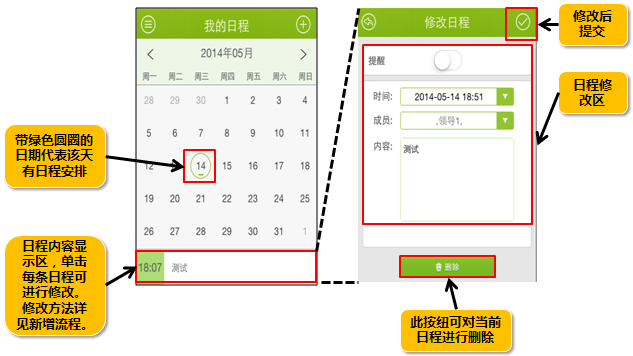 我的日程
2014年05月
周一 周二 周三 周四 周五 周六 周日
28 29 30 1 2 3 4
5 6 7 8 9 10 11
12 14 15 16 17 18
19 20 21 22 23 24 25
26 27 28 29 30 31 1
18:07 测试
带绿色圆圈的
日期代表该天
有日程安排
日程内容显
示区，单击
每条日程可
进行修改。
修改方法详
见新增流程。
修改日程
提醒
时间: 2014-05-14 18:51
成员: ,领导1,
内容: 测试
删除
修改后
提交
日程修
改区
此按钮可对当前
日程进行删除